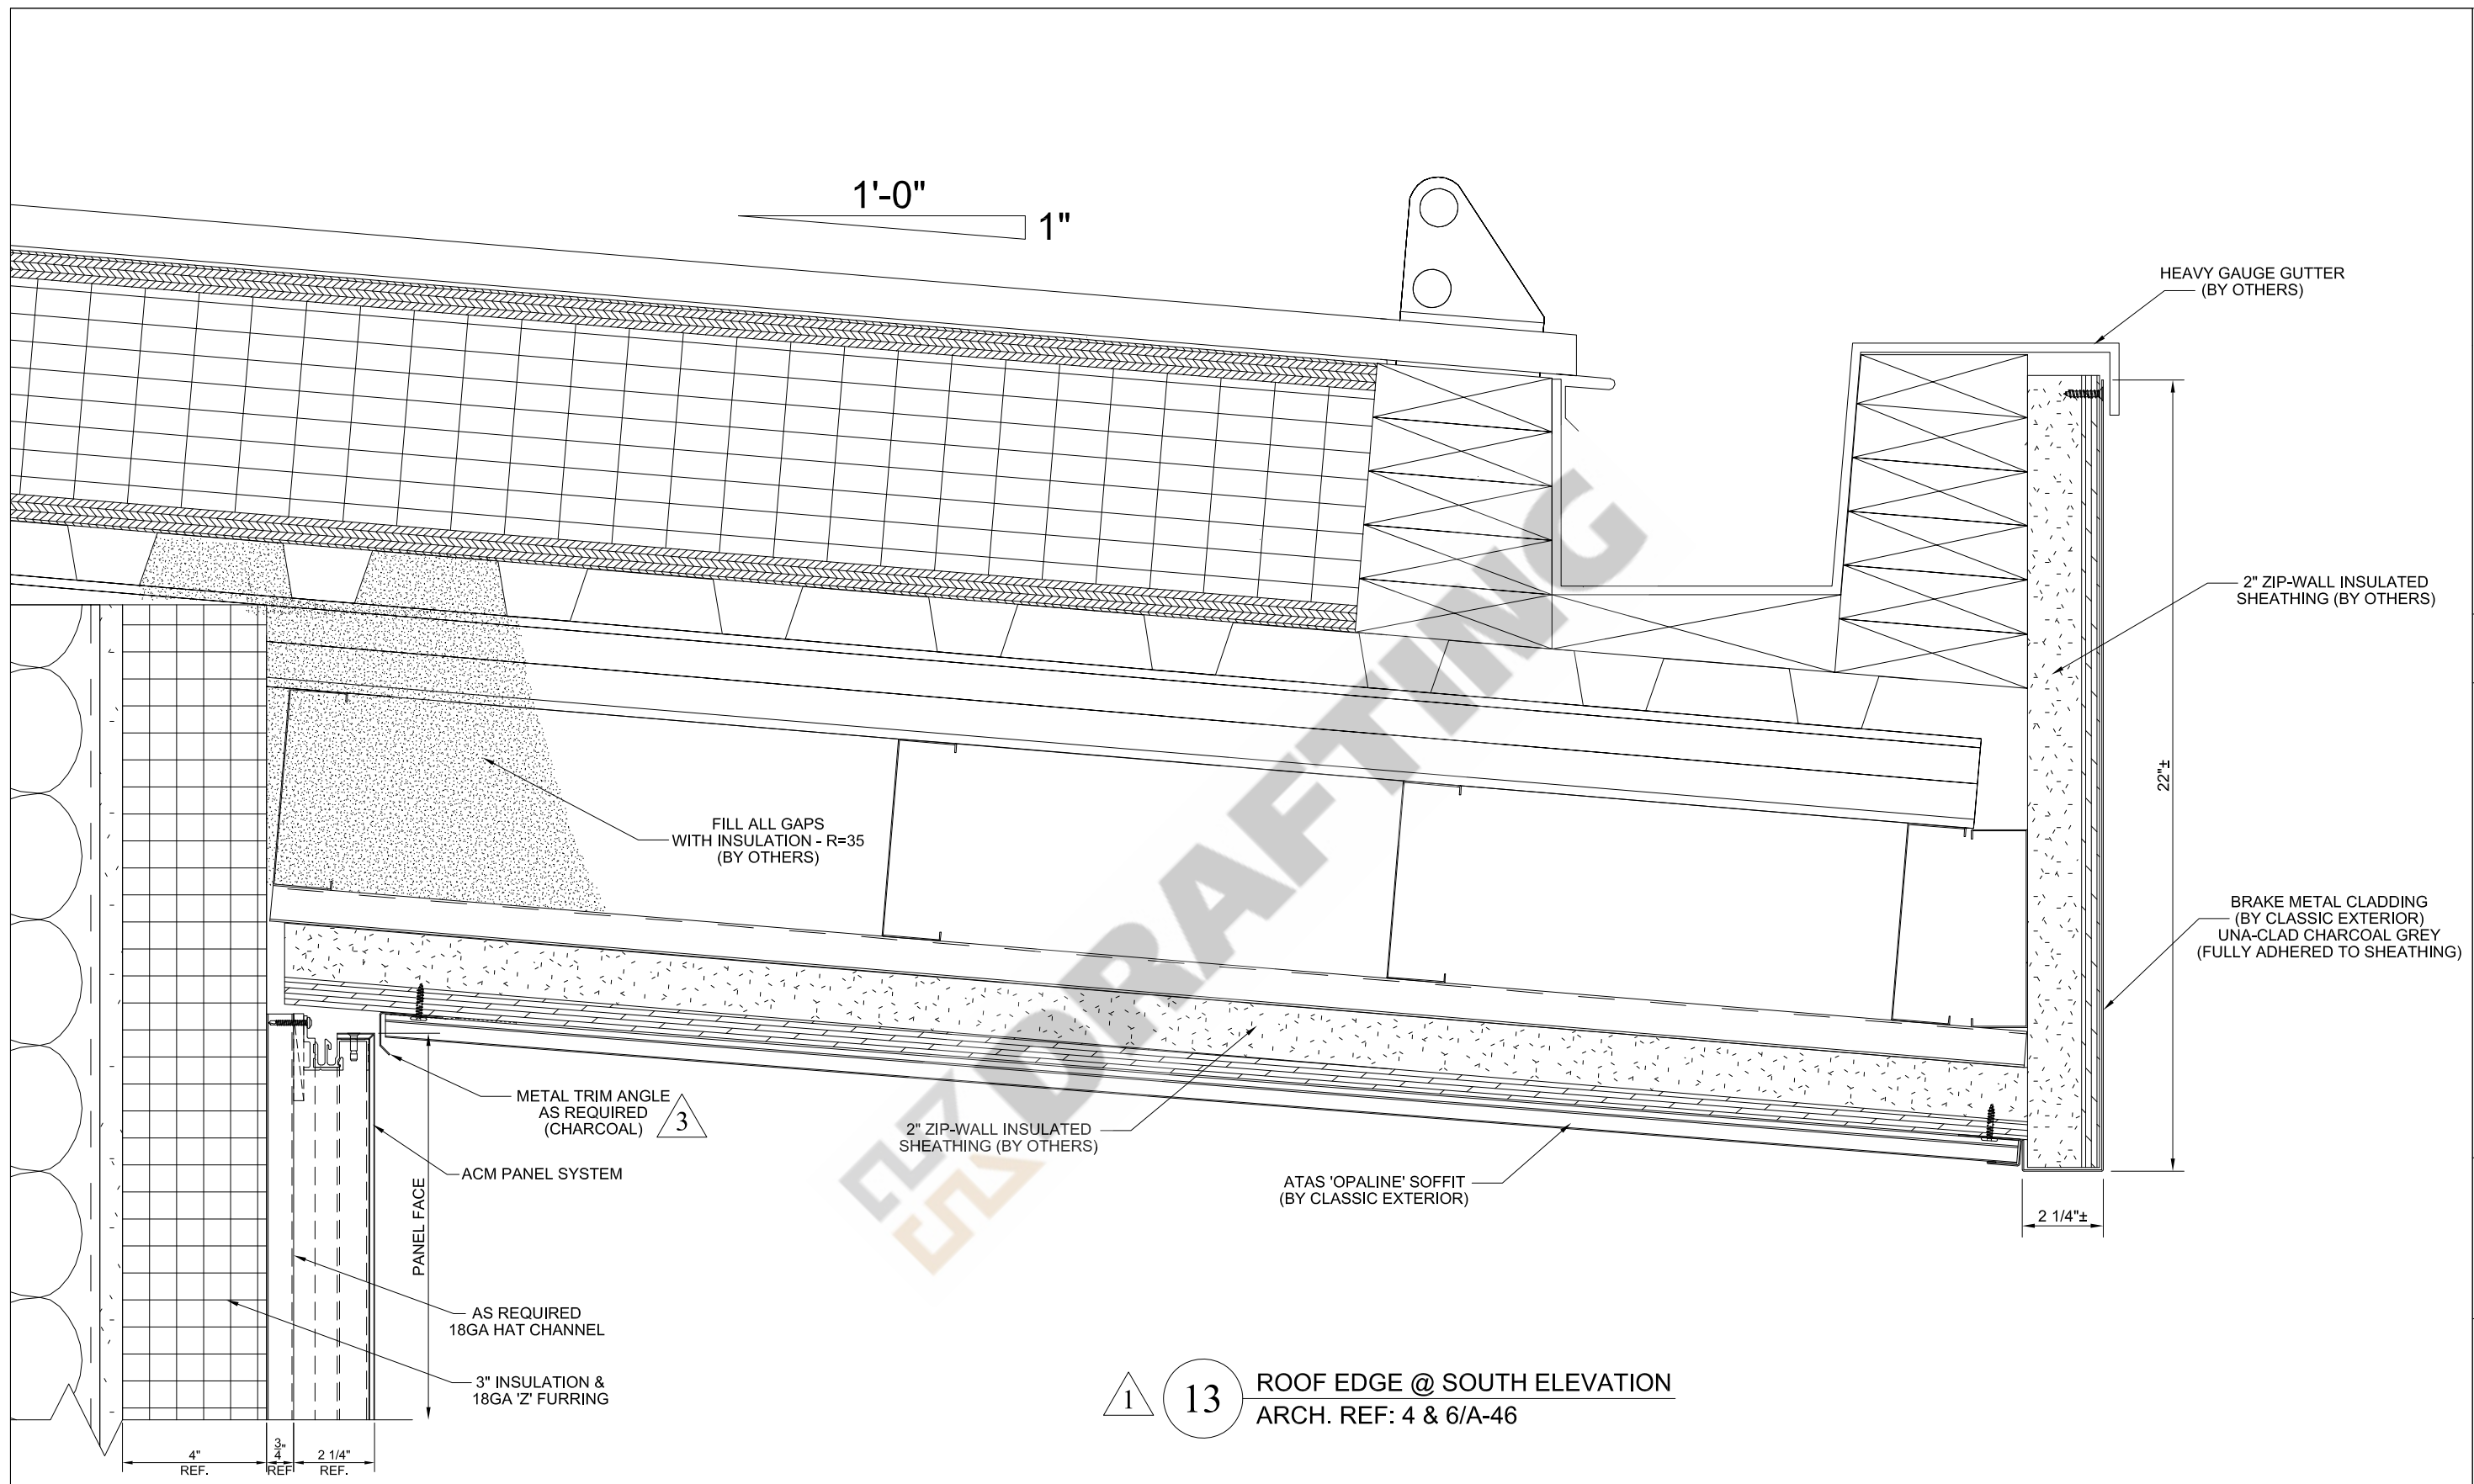 1'-0"
1"
HEAVY GAUGE GUTTER
(BY OTHERS)
2" ZIP-WALL INSULATED
SHEATHING (BY OTHERS)
22"±
FILL ALL GAPS
WITH INSULATION - R=35
(BY OTHERS)
BRAKE METAL CLADDING
(BY CLASSIC EXTERIOR)
UNA-CLAD CHARCOAL GREY
(FULLY ADHERED TO SHEATHING)
METAL TRIM ANGLE
AS REQUIRED
(CHARCOAL)
3
2" ZIP-WALL INSULATED
SHEATHING (BY OTHERS)
ACM PANEL SYSTEM
ATAS 'OPALINE' SOFFIT
(BY CLASSIC EXTERIOR)
2 1/4"±
PANEL FACE
AS REQUIRED
18GA HAT CHANNEL
3" INSULATION &
18GA 'Z' FURRING
1
13
ROOF EDGE @ SOUTH ELEVATION
ARCH. REF: 4 & 6/A-46
4"
REF.
3/4"
REF
2 1/4"
REF.
DRAFTING